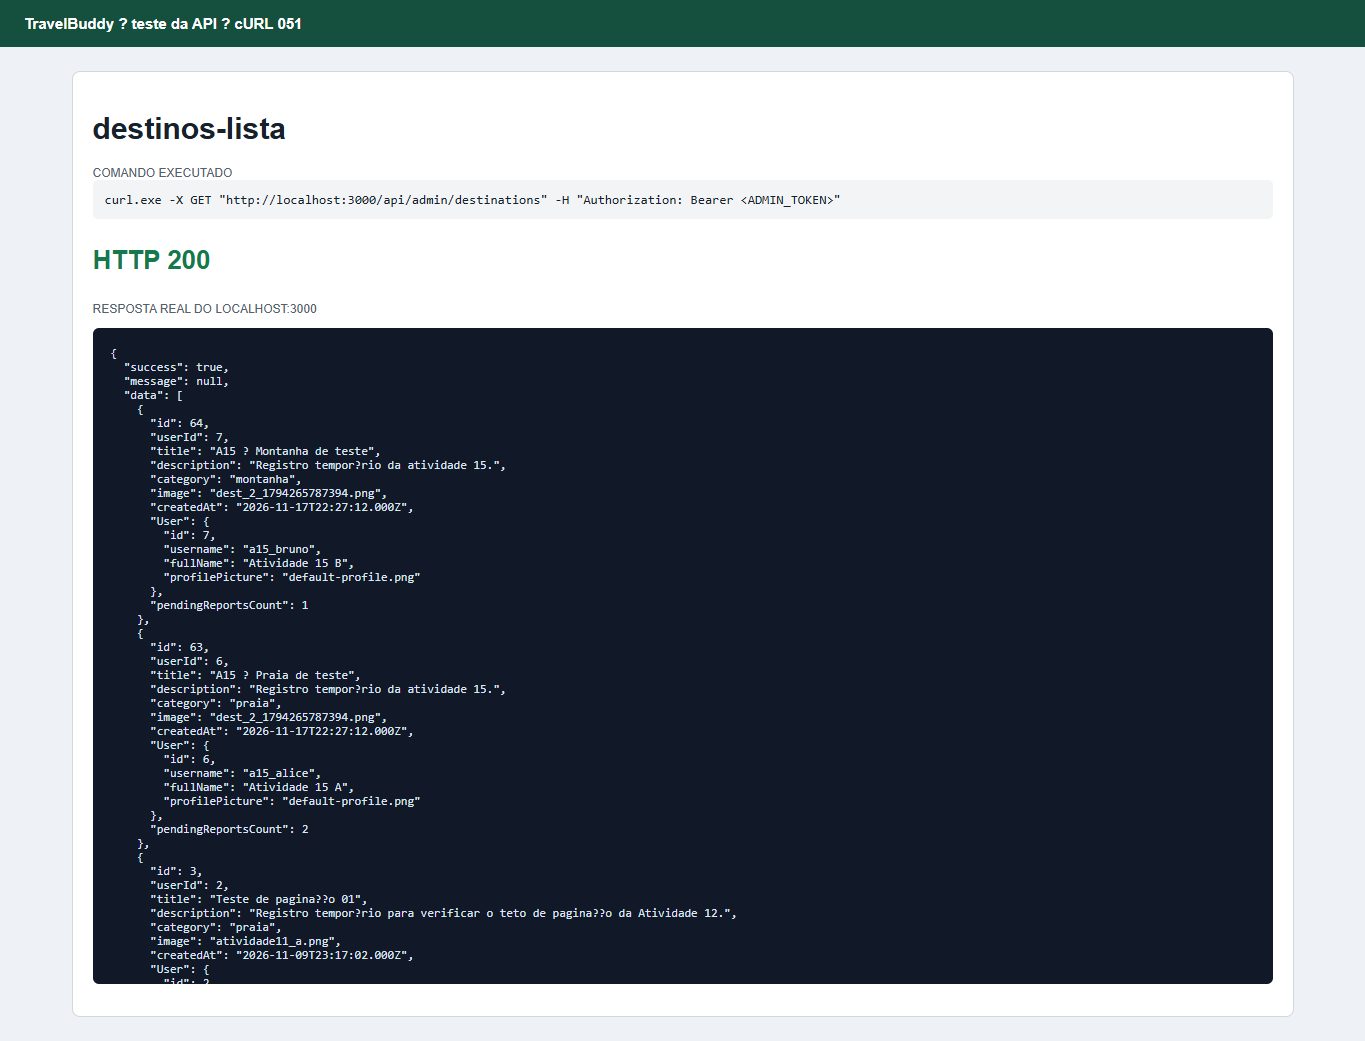 TravelBuddy ? teste da API ? cURL 051
destinos-lista
COMANDO EXECUTADO
curl.exe -X GET "http://localhost:3000/api/admin/destinations" -H "Authorization: Bearer <ADMIN_TOKEN>"
HTTP 200
RESPOSTA REAL DO LOCALHOST:3000
{
  "success": true,
  "message": null,
  "data": [
    {
      "id": 64,
      "userId": 7,
      "title": "A15 ? Montanha de teste",
      "description": "Registro tempor?rio da atividade 15.",
      "category": "montanha",
      "image": "dest_2_1794265787394.png",
      "createdAt": "2026-11-17T22:27:12.000Z",
      "User": {
        "id": 7,
        "username": "a15_bruno",
        "fullName": "Atividade 15 B",
        "profilePicture": "default-profile.png"
      },
      "pendingReportsCount": 1
    },
    {
      "id": 63,
      "userId": 6,
      "title": "A15 ? Praia de teste",
      "description": "Registro tempor?rio da atividade 15.",
      "category": "praia",
      "image": "dest_2_1794265787394.png",
      "createdAt": "2026-11-17T22:27:12.000Z",
      "User": {
        "id": 6,
        "username": "a15_alice",
        "fullName": "Atividade 15 A",
        "profilePicture": "default-profile.png"
      },
      "pendingReportsCount": 2
    },
    {
      "id": 3,
      "userId": 2,
      "title": "Teste de pagina??o 01",
      "description": "Registro tempor?rio para verificar o teto de pagina??o da Atividade 12.",
      "category": "praia",
      "image": "atividade11_a.png",
      "createdAt": "2026-11-09T23:17:02.000Z",
      "User": {
        "id": 2